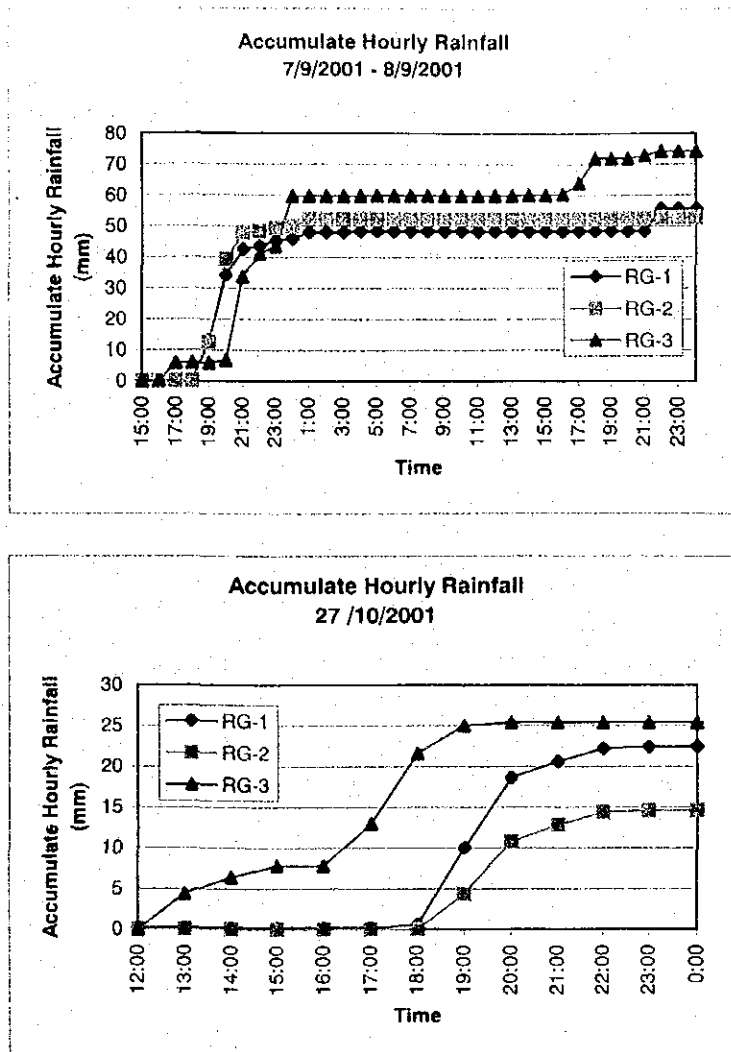 Accumulate Hourly Rainfall
7/9/2001 - 8/9/2001
Accumulate Hourly Rainfall
(mm)
80
70
60
50
40
30
20
10
0
RG-1
RG-2
RG-3
15:00 17:00 19:00 21:00 23:00 1:00 3:00 5:00 7:00 9:00 11:00 13:00 15:00 17:00 19:00 21:00 23:00
Time
Accumulate Hourly Rainfall
27 /10/2001
Accumulate Hourly Rainfall
(mm)
30
25
20
15
10
5
0
RG-1
RG-2
RG-3
12:00 13:00 14:00 15:00 16:00 17:00 18:00 19:00 20:00 21:00 22:00 23:00 0:00
Time